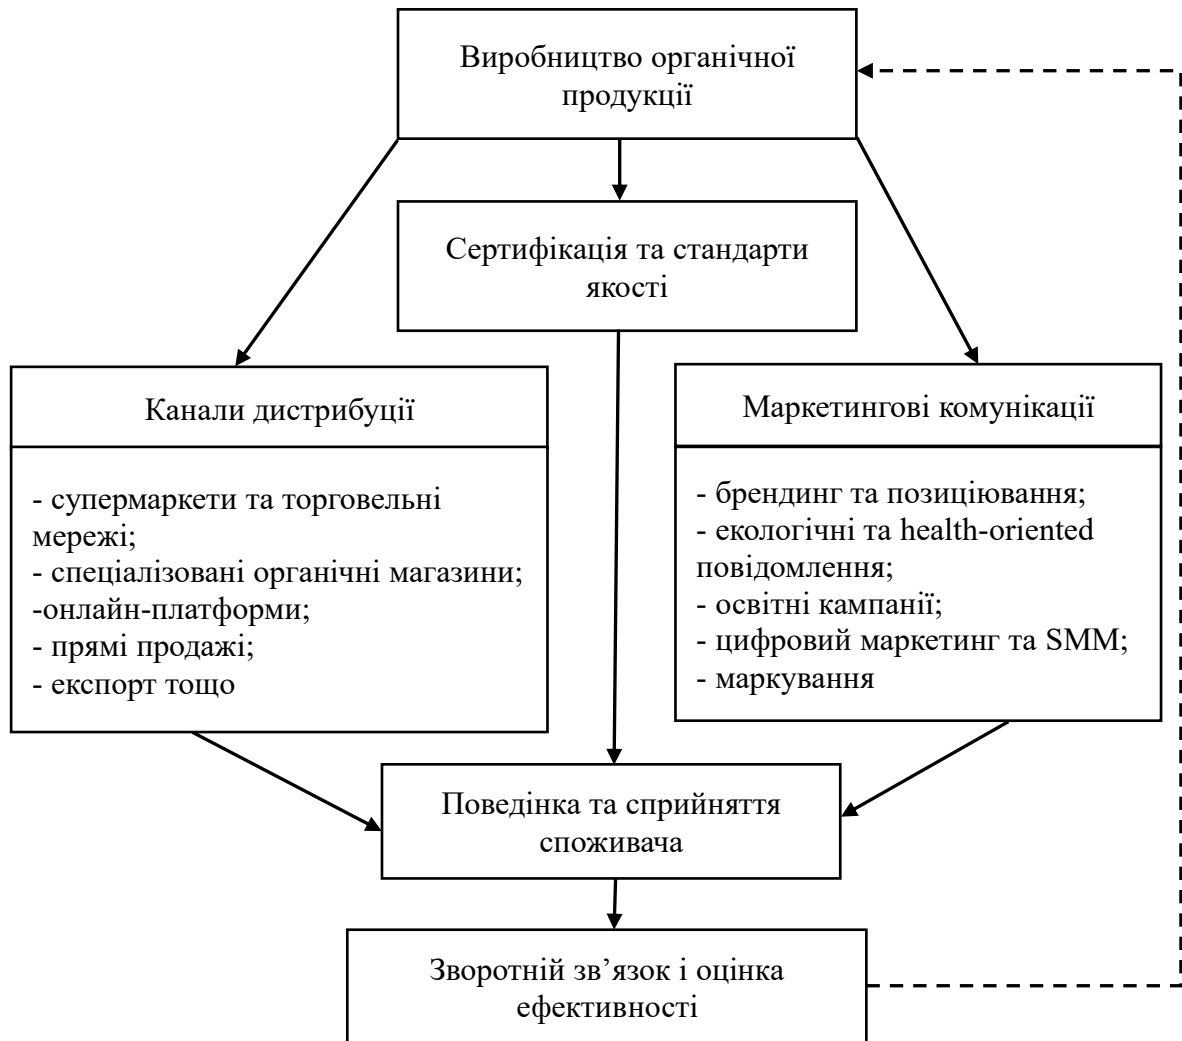 Виробництво органічної
продукції
Сертифікація та стандарти
якості
Канали дистрибуції
- супермаркети та торговельні
мережі;
- спеціалізовані органічні магазини;
-онлайн-платформи;
- прямі продажі;
- експорт тощо
Маркетингові комунікації
- брендинг та позиціювання;
- екологічні та health-oriented
повідомлення;
- освітні кампанії;
- цифровий маркетинг та SMM;
- маркування
Поведінка та сприйняття
споживача
Зворотній зв’язок і оцінка
ефективності